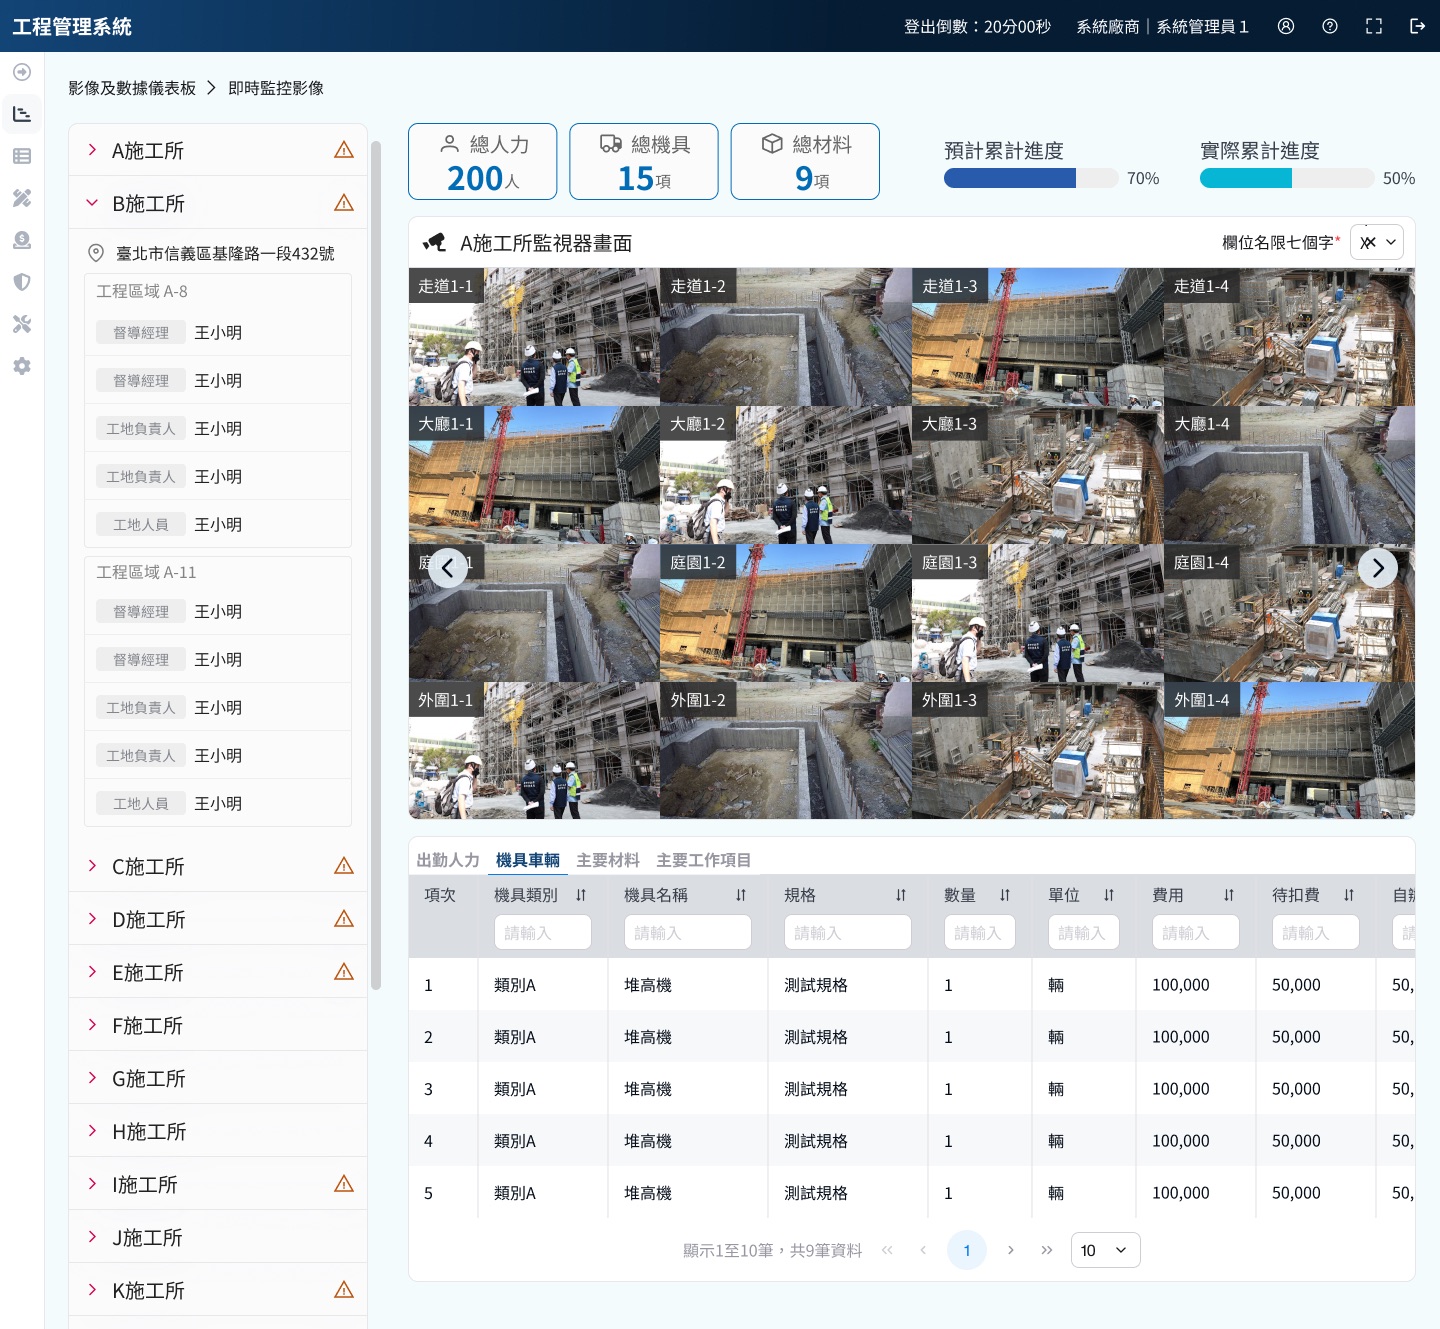 工程管理系統
登出倒數：20分00秒
系統廠商｜系統管理員 1
影像及數據儀表板 > 即時監控影像
A施工所
B施工所
臺北市信義區基隆路一段432號
工程區域 A-8
督導經理 王小明
督導經理 王小明
工地負責人 王小明
工地負責人 王小明
工地人員 王小明
工程區域 A-11
督導經理 王小明
督導經理 王小明
工地負責人 王小明
工地負責人 王小明
工地人員 王小明
C施工所
D施工所
E施工所
F施工所
G施工所
H施工所
I施工所
J施工所
K施工所
總人力
200人
總機具
15項
總材料
9項
預計累計進度
70%
實際累計進度
50%
A施工所監視器畫面
欄位名限七個字*
走道1-1 走道1-2 走道1-3 走道1-4
大廳1-1 大廳1-2 大廳1-3 大廳1-4
庭 1 庭園1-2 庭園1-3 庭園1-4
外圍1-1 外圍1-2 外圍1-3 外圍1-4
出勤人力 機具車輛 主要材料 主要工作項目
項次 機具類別 機具名稱 規格 數量 單位 費用 待扣費 自辦
請輸入 請輸入 請輸入 請輸入 請輸入 請輸入 請輸入 請
1 類別A 堆高機 測試規格 1 輛 100,000 50,000 50,
2 類別A 堆高機 測試規格 1 輛 100,000 50,000 50,
3 類別A 堆高機 測試規格 1 輛 100,000 50,000 50,
4 類別A 堆高機 測試規格 1 輛 100,000 50,000 50,
5 類別A 堆高機 測試規格 1 輛 100,000 50,000 50,
顯示1至10筆，共9筆資料 « ‹ 1 › » 10